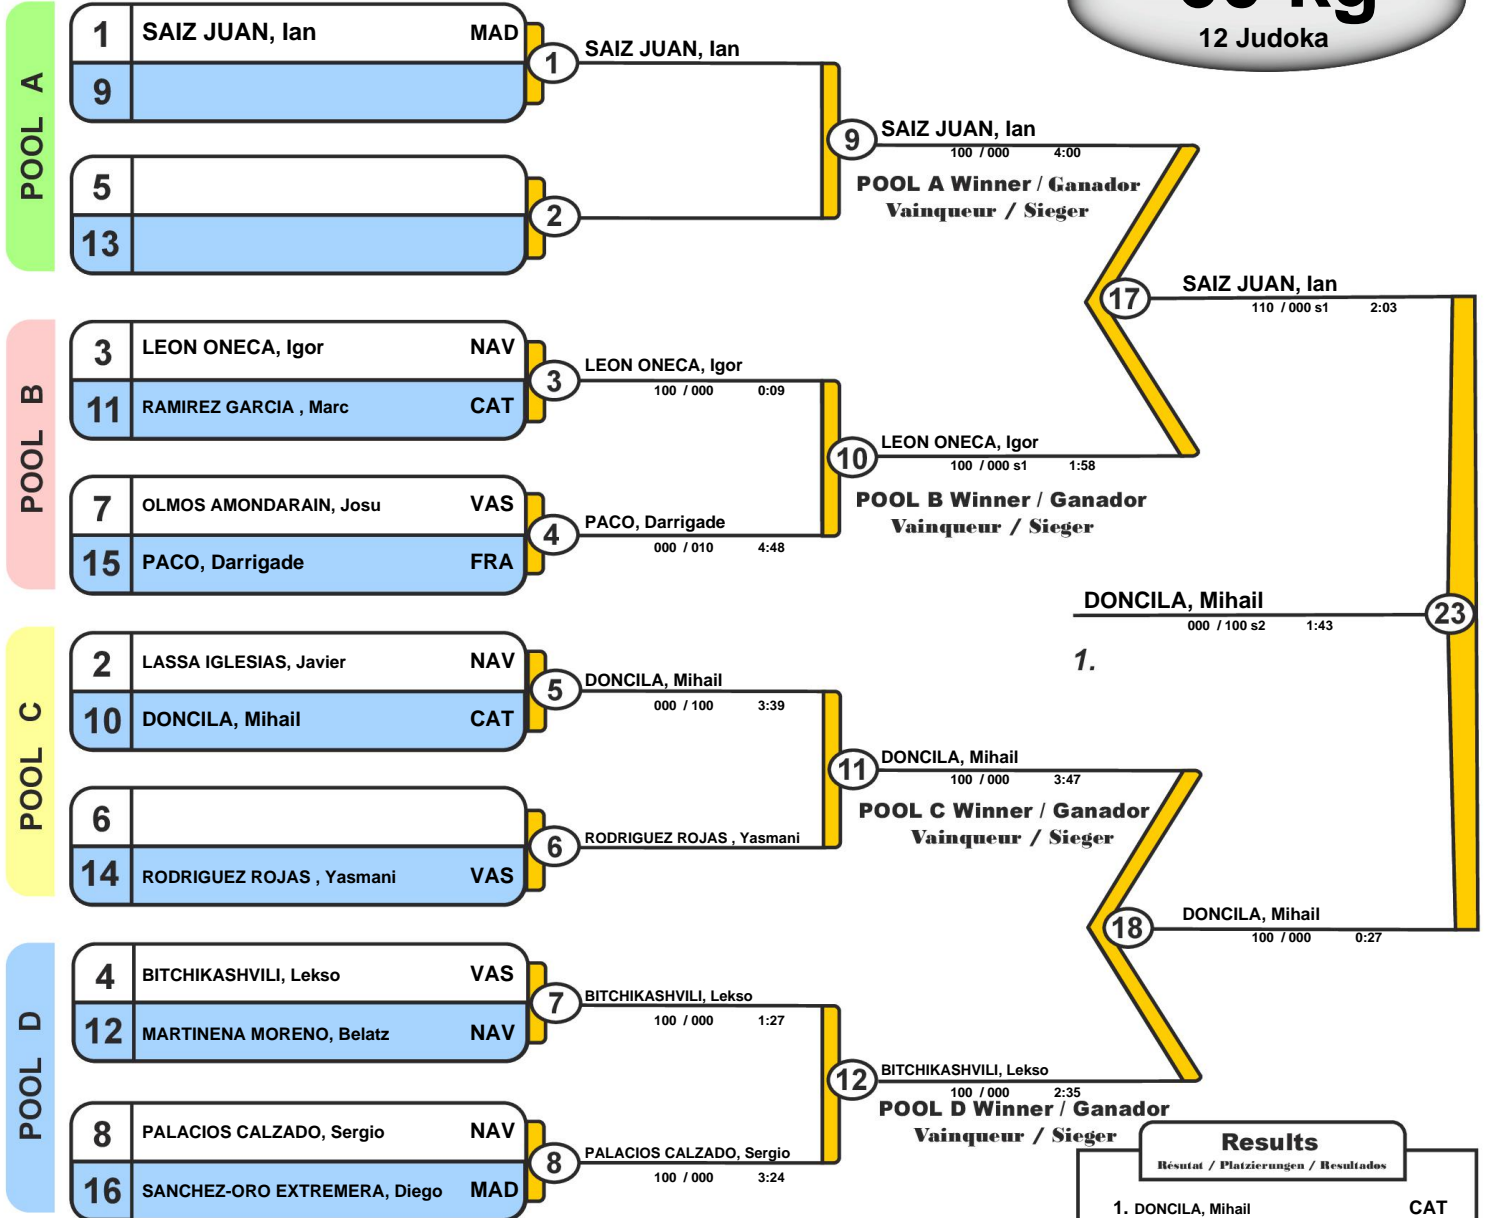 12 Judoka
POOL A
1 SAIZ JUAN, Ian MAD
9
1 SAIZ JUAN, Ian
5
13
2
9 SAIZ JUAN, Ian
100 / 000 4:00
POOL A Winner / Ganador
Vainqueur / Sieger
POOL B
3 LEON ONECA, Igor NAV
11 RAMIREZ GARCIA , Marc CAT
3 LEON ONECA, Igor
100 / 000 0:09
7 OLMOS AMONDARAIN, Josu VAS
15 PACO, Darrigade FRA
4 PACO, Darrigade
000 / 010 4:48
10 LEON ONECA, Igor
100 / 000 s1 1:58
POOL B Winner / Ganador
Vainqueur / Sieger
17 SAIZ JUAN, Ian
110 / 000 s1 2:03
DONCILA, Mihail 23
000 / 100 s2 1:43
1.
POOL C
2 LASSA IGLESIAS, Javier NAV
10 DONCILA, Mihail CAT
5 DONCILA, Mihail
000 / 100 3:39
6
14 RODRIGUEZ ROJAS , Yasmani VAS
6 RODRIGUEZ ROJAS , Yasmani
11 DONCILA, Mihail
100 / 000 3:47
POOL C Winner / Ganador
Vainqueur / Sieger
18 DONCILA, Mihail
100 / 000 0:27
POOL D
4 BITCHIKASHVILI, Lekso VAS
12 MARTINENA MORENO, Belatz NAV
7 BITCHIKASHVILI, Lekso
100 / 000 1:27
8 PALACIOS CALZADO, Sergio NAV
16 SANCHEZ-ORO EXTREMERA, Diego MAD
8 PALACIOS CALZADO, Sergio
100 / 000 3:24
12 BITCHIKASHVILI, Lekso
100 / 000 2:35
POOL D Winner / Ganador
Vainqueur / Sieger
Results
Résutat / Platzierungen / Resultados
1. DONCILA, Mihail CAT